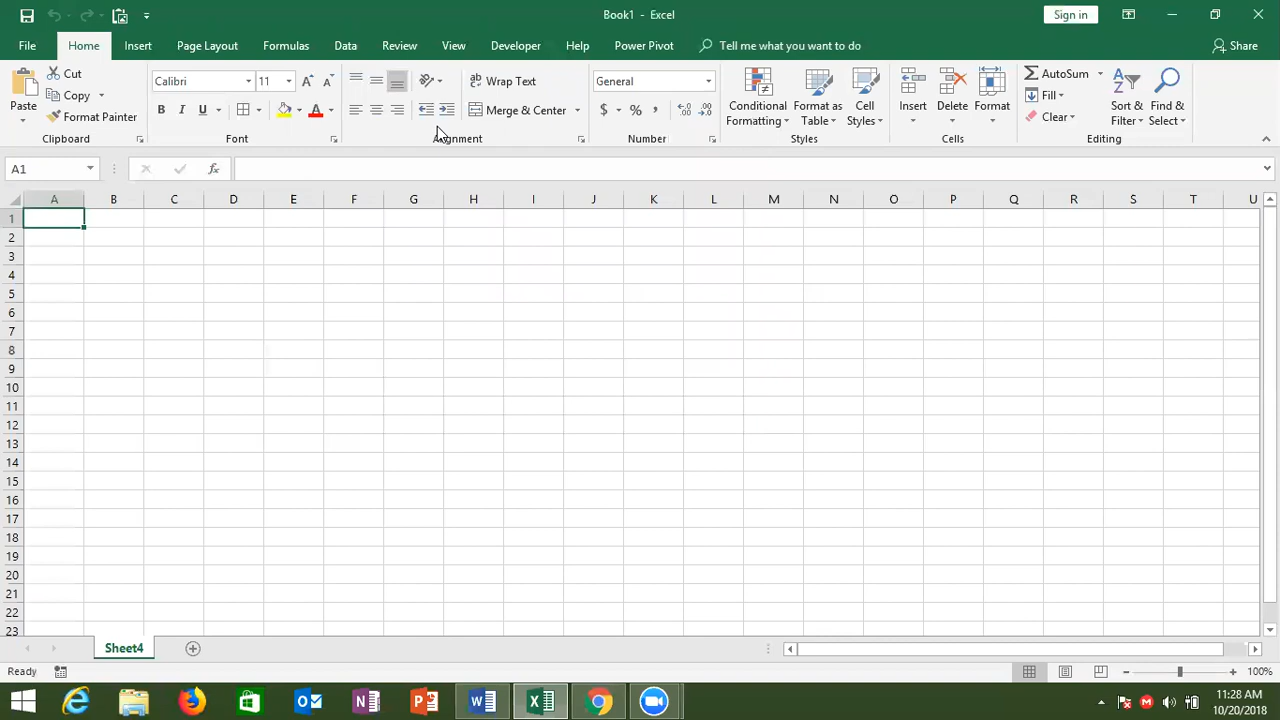 Book1 - Excel
Sign in
File Home Insert Page Layout Formulas Data Review View Developer Help Power Pivot Tell me what you want to do Share
Paste
Cut
Copy
Format Painter
Clipboard
Calibri 11
B I U A
Font
ab Wrap Text
Merge & Center
Alignment
General
$ % ,
Number
Conditional Formatting
Format as Table
Cell Styles
Styles
Insert
Delete
Format
Cells
AutoSum
Fill
Clear
Sort & Filter
Find & Select
Editing
A1 fx
A B C D E F G H I J K L M N O P Q R S T U
1
2
3
4
5
6
7
8
9
10
11
12
13
14
15
16
17
18
19
20
21
22
23
Sheet4
Ready 100%
11:28 AM
10/20/2018